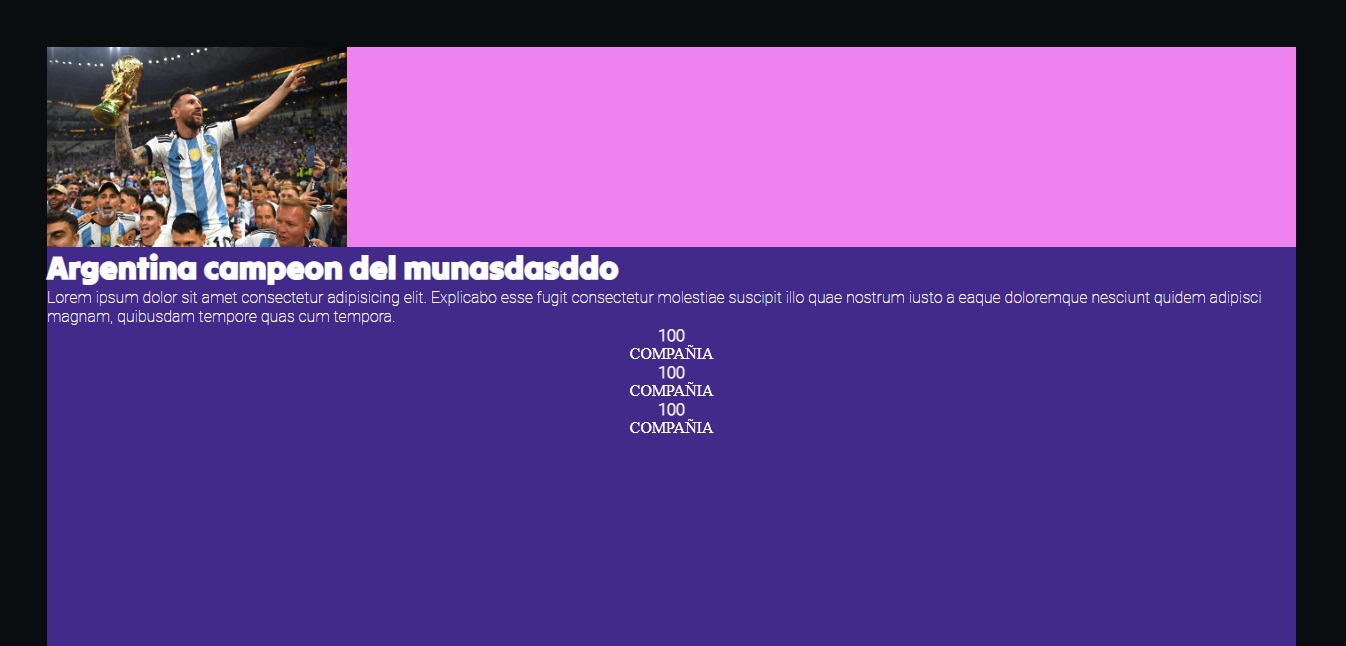 Argentina campeon del munasdasddo
Lorem ipsum dolor sit amet consectetur adipisicing elit. Explicabo esse fugit consectetur molestiae suscipit illo quae nostrum iusto a eaque doloremque nesciunt quidem adipisci
magnam, quibusdam tempore quas cum tempora.
100
COMPAÑIA
100
COMPAÑIA
100
COMPAÑIA